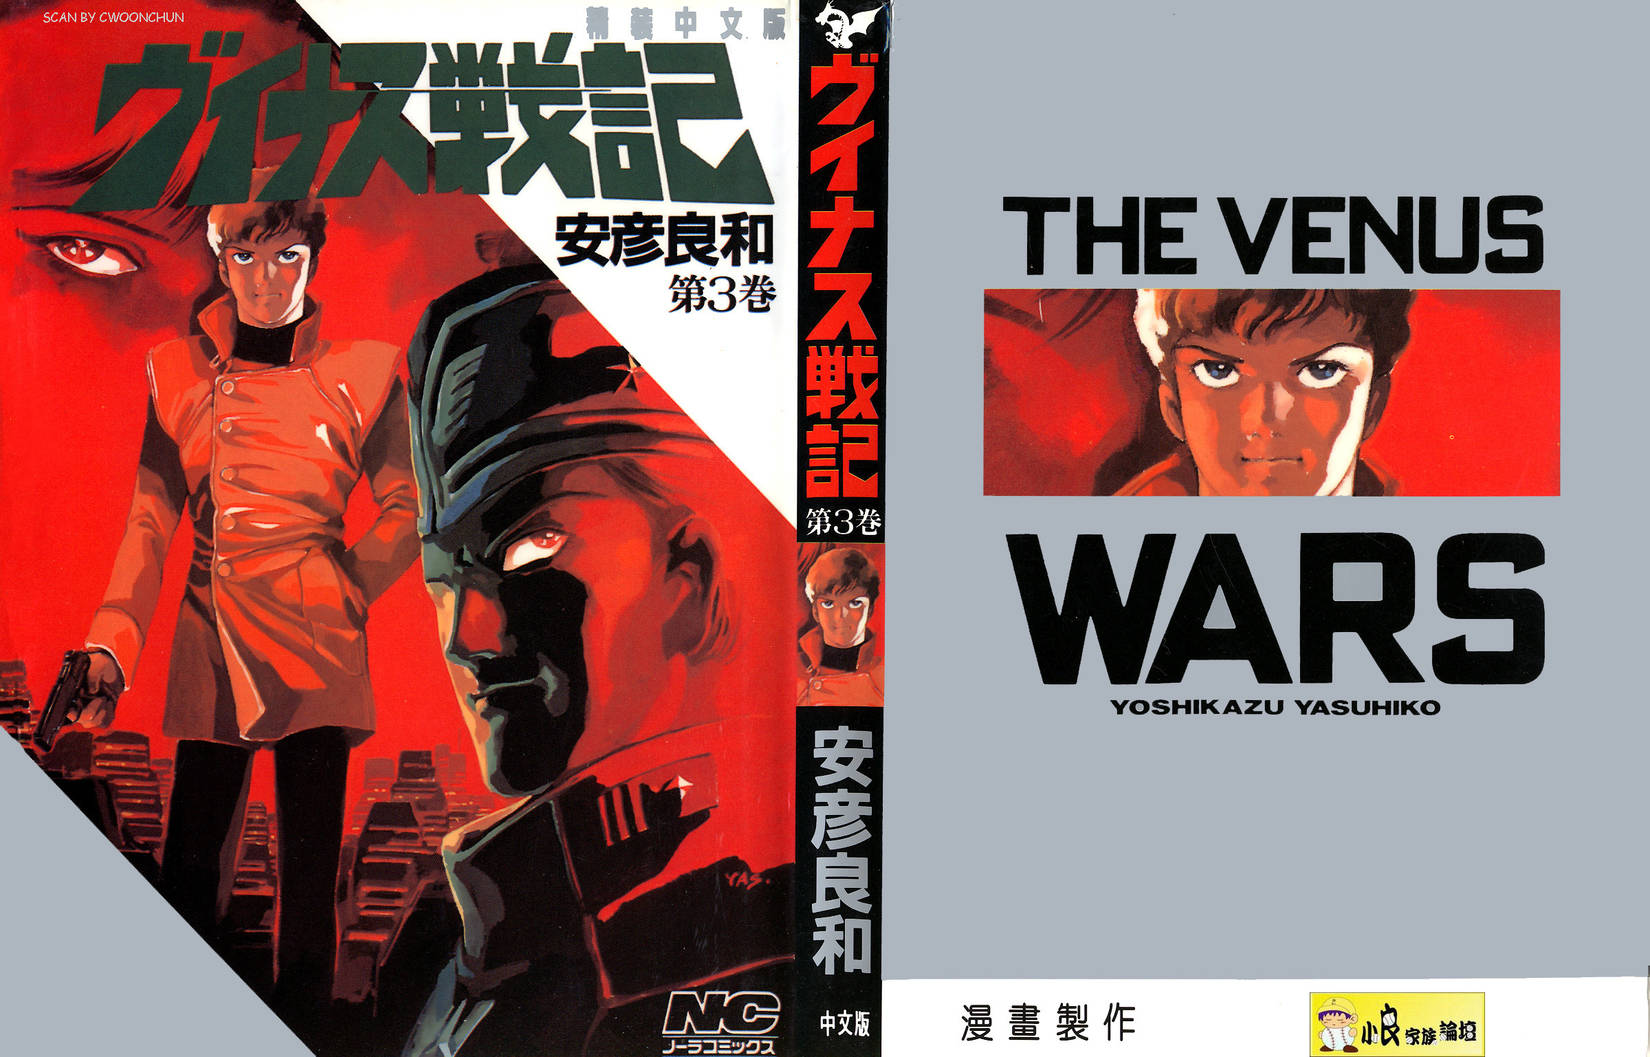 SCAN BY CWOONCHUN
精装中文版
ヴイナス戦記
安彦良和
第3巻
YAS.
NC
ノーラコミックス
ヴイナス戦記
第3巻
安彦良和
中文版
THE VENUS
WARS
YOSHIKAZU YASUHIKO
漫畫製作
小良家族論壇